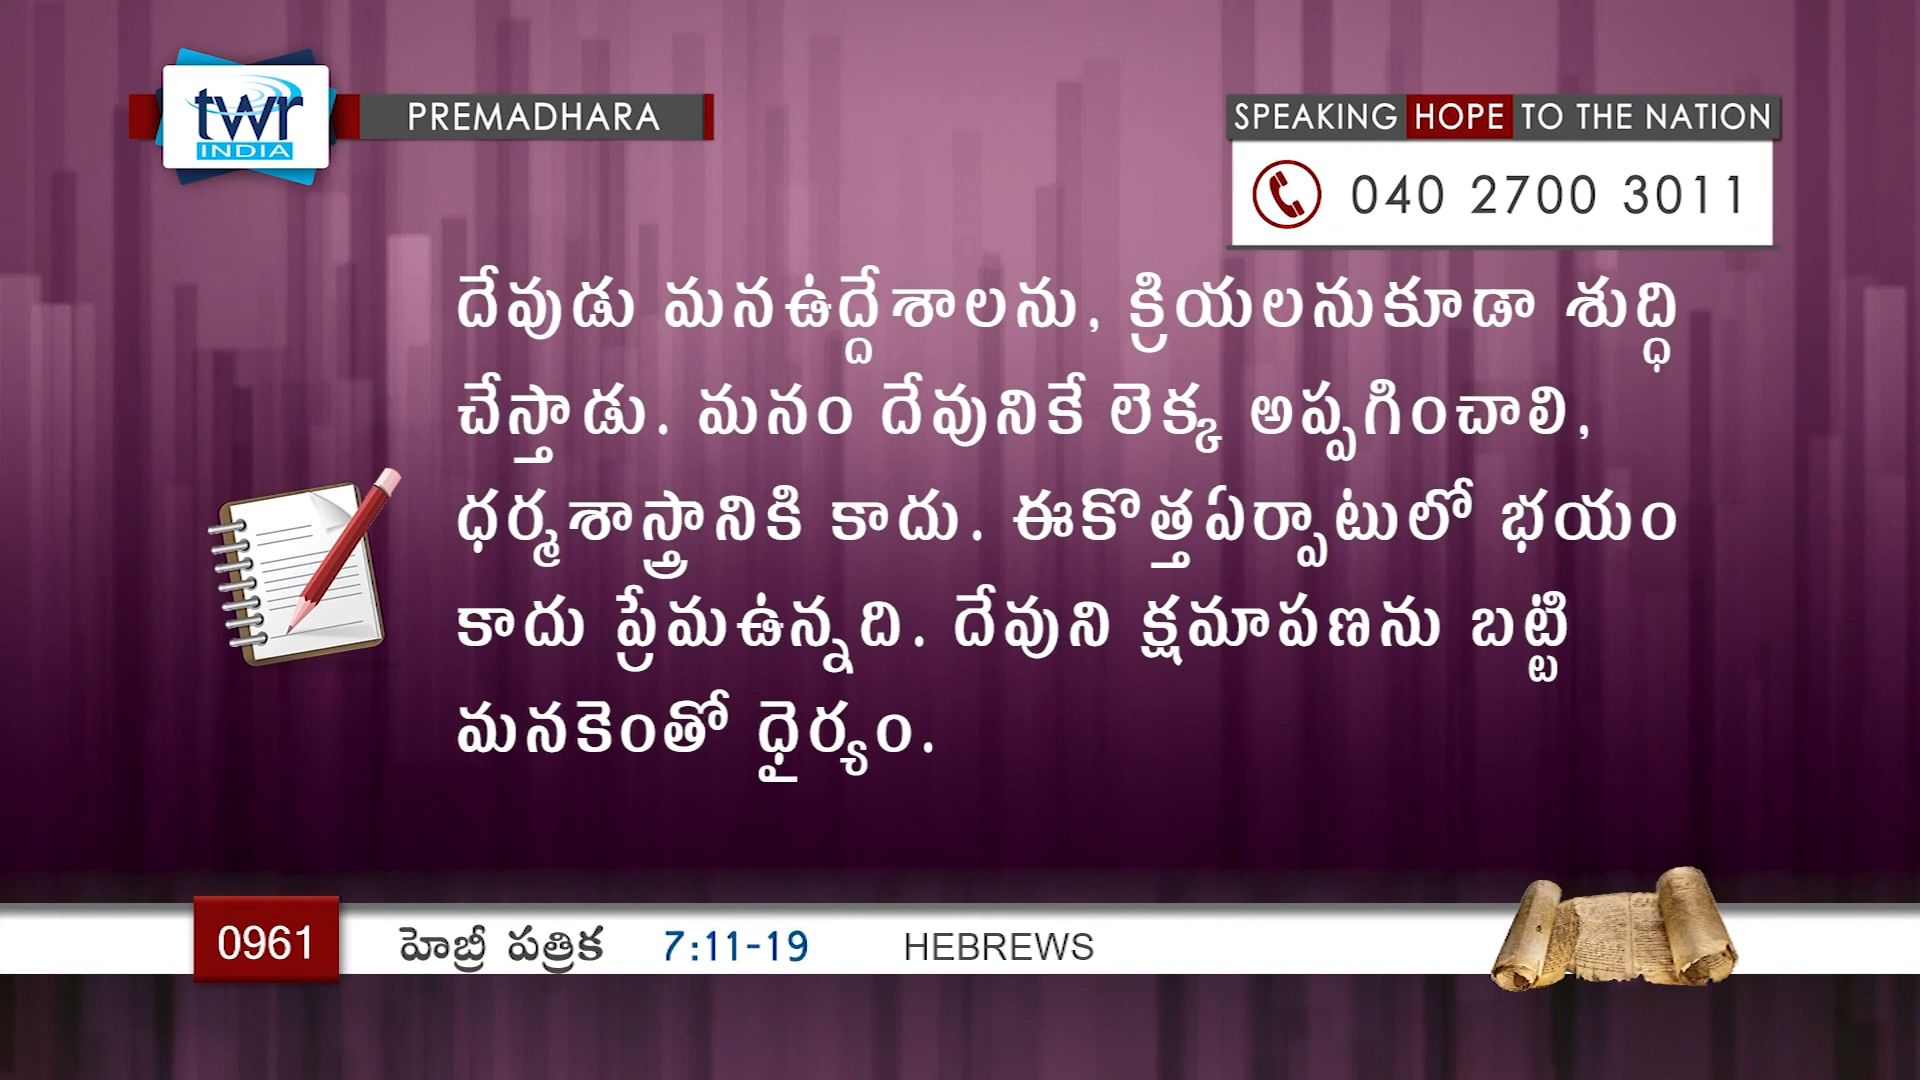 twr
INDIA
PREMADHARA
SPEAKING HOPE TO THE NATION
040 2700 3011
దేవుడు మనఉద్దేశాలను, క్రియలనుకూడా శుద్ధి
చేస్తాడు. మనం దేవునికే లెక్క అప్పగించాలి,
ధర్మశాస్త్రానికి కాదు. ఈకొత్తఏర్పాటులో భయం
కాదు ప్రేమఉన్నది. దేవుని క్షమాపణను బట్టి
మనకెంతో ధైర్యం.
0961 హెబ్రీ పత్రిక 7:11-19 HEBREWS